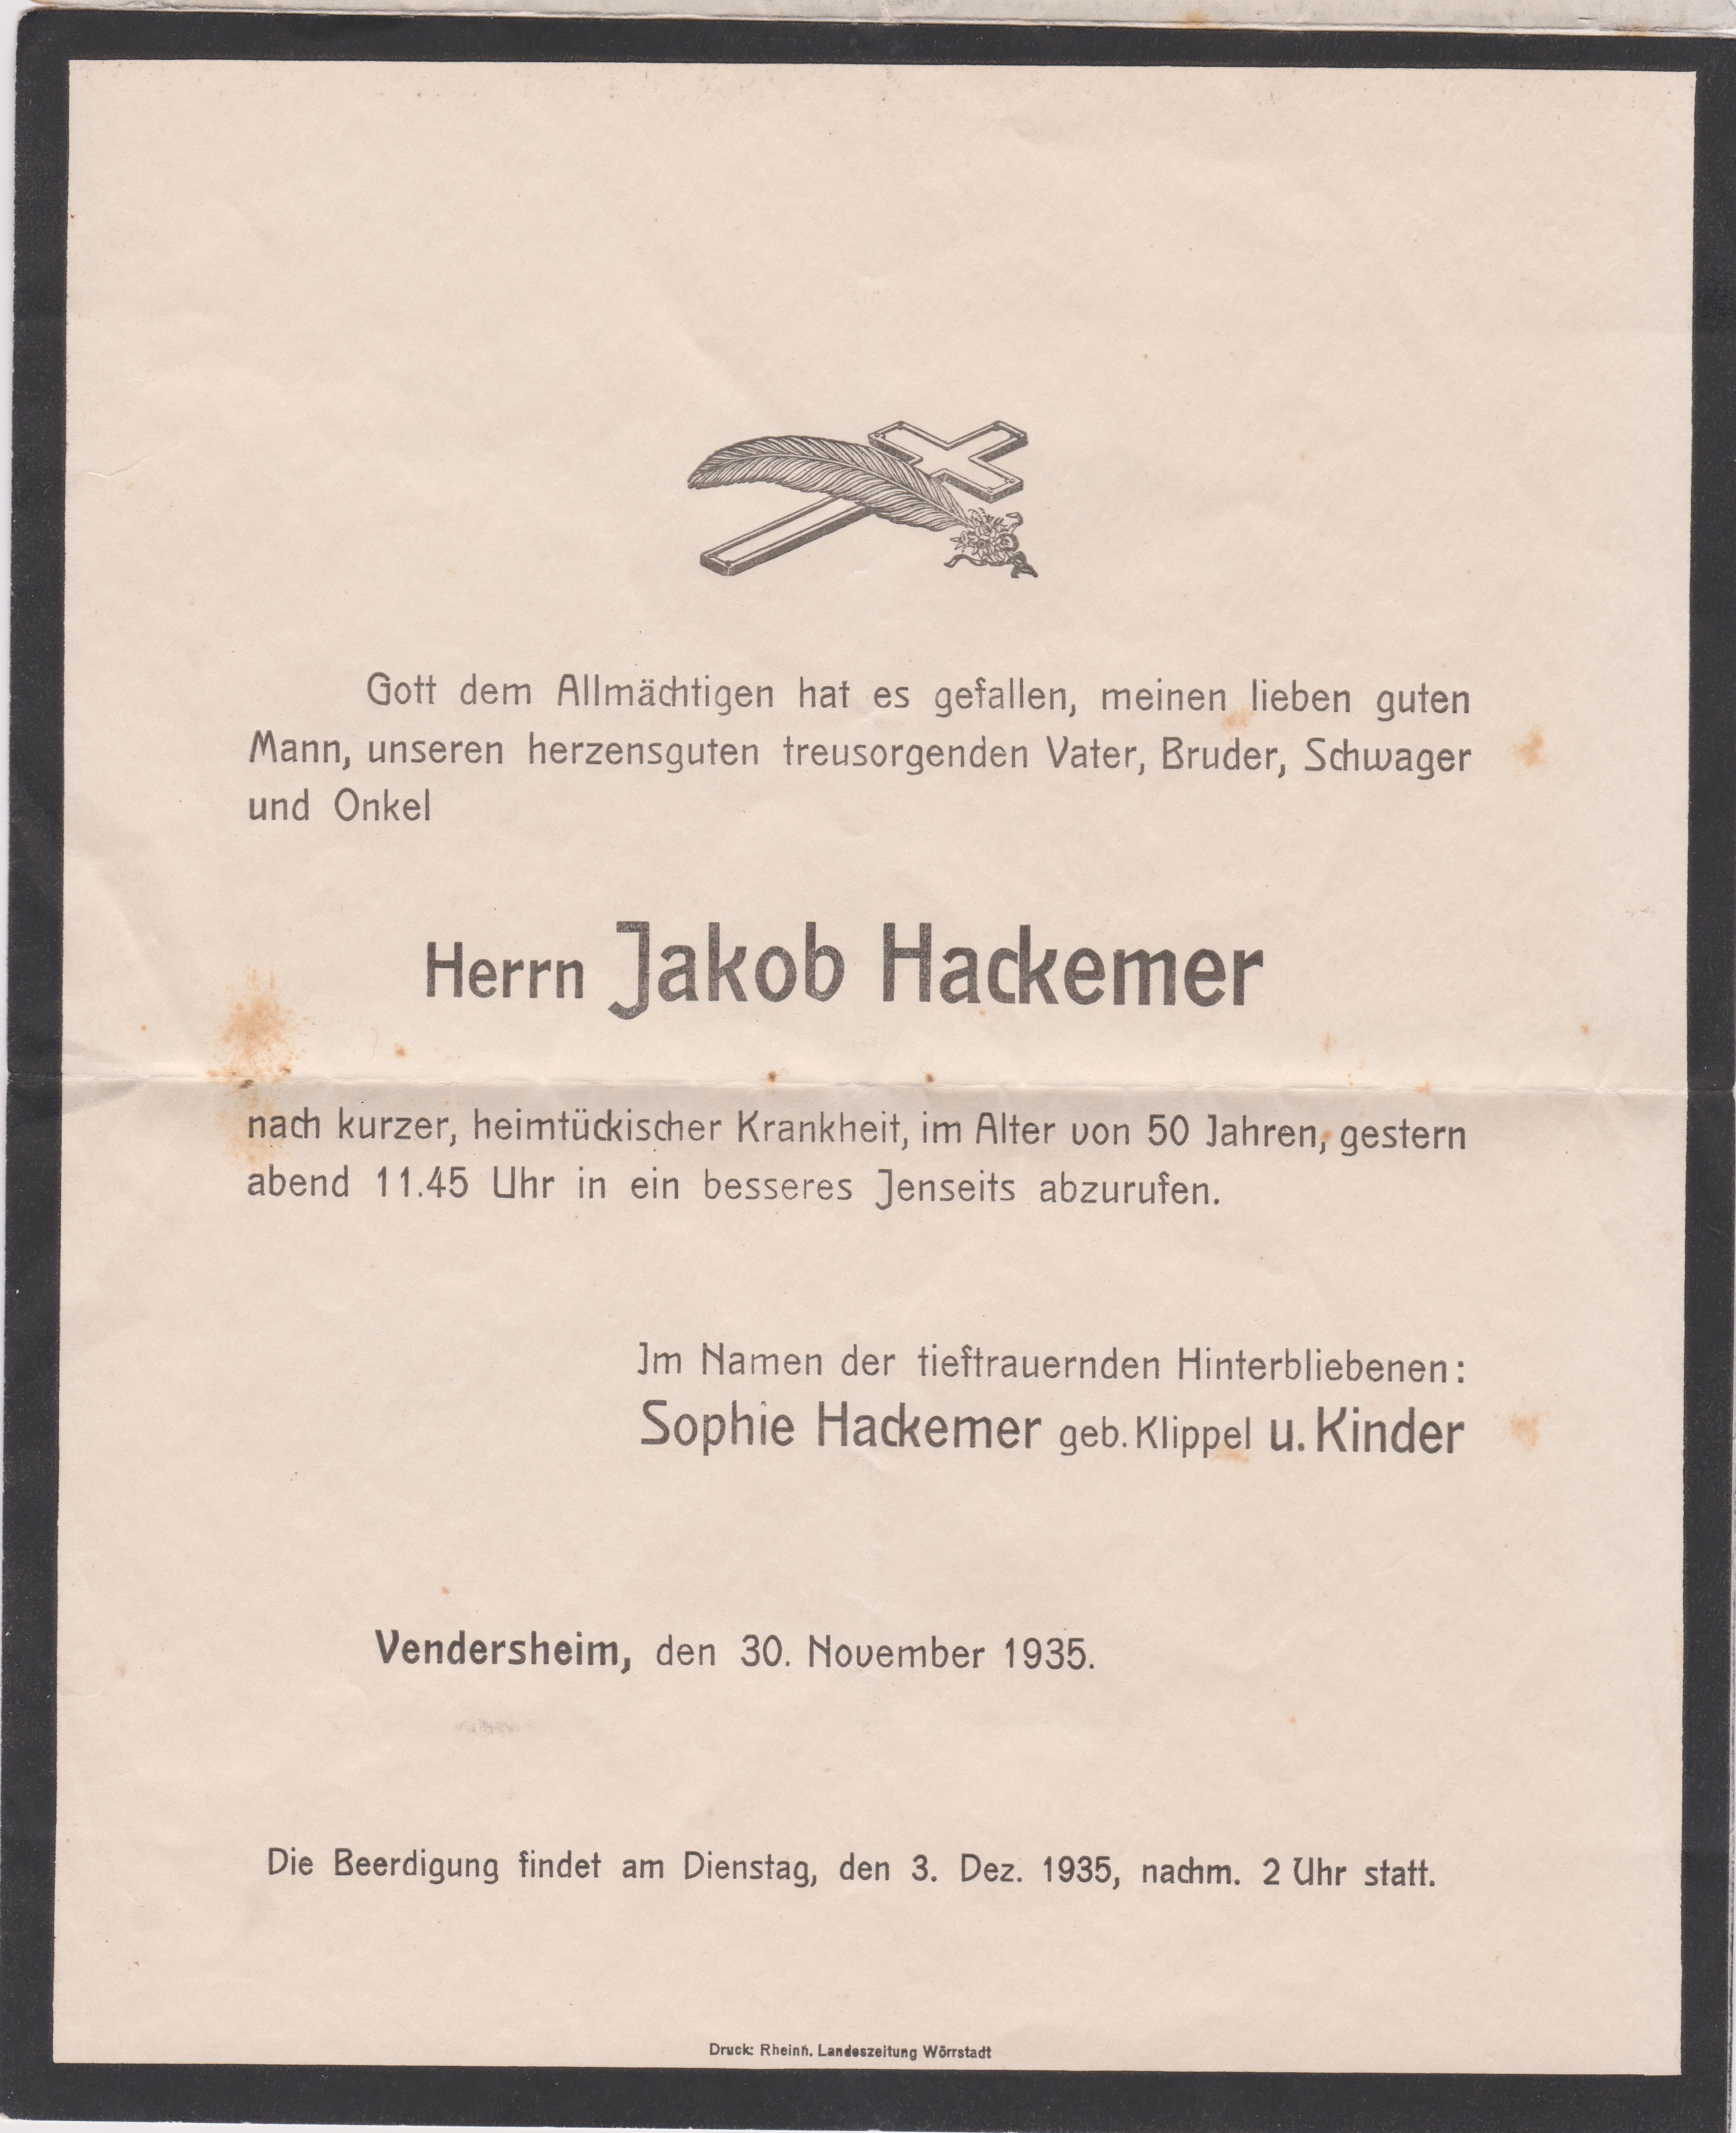 Gott dem Allmächtigen hat es gefallen, meinen lieben guten
Mann, unseren herzensguten treusorgenden Vater, Bruder, Schwager
und Onkel
Herrn Jakob Hackemer
nach kurzer, heimtückischer Krankheit, im Alter von 50 Jahren, gestern
abend 11.45 Uhr in ein besseres Jenseits abzurufen.
Im Namen der tieftrauernden Hinterbliebenen:
Sophie Hackemer geb. Klippel u. Kinder
Vendersheim, den 30. November 1935.
Die Beerdigung findet am Dienstag, den 3. Dez. 1935, nachm. 2 Uhr statt.
Druck: Rheinh. Landeszeitung Wörrstadt